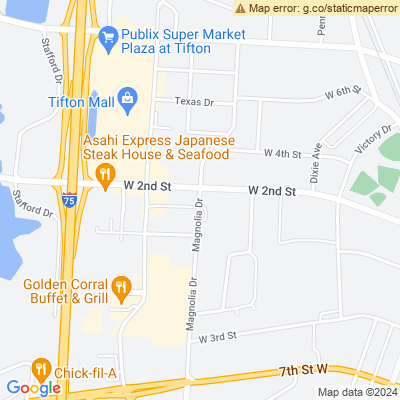 Map error: g.co/staticmaperror
Publix Super Market
Plaza at Tifton
Stafford Dr
Penn
W 6th St
Texas Dr
Tifton Mall
Victory Dr
Asahi Express Japanese
Steak House & Seafood
W 4th St
Dixie Ave
W 2nd St
W 2nd St
75
Stafford Dr
Magnolia Dr
Golden Corral
Buffet & Grill
Magnolia Dr
W 3rd St
Chick-fil-A
7th St W
Google
Map data ©2024